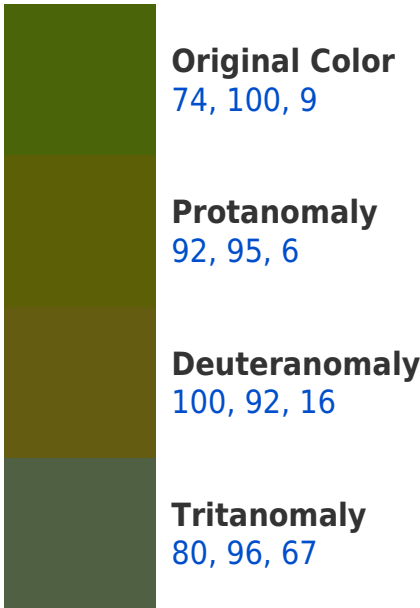 Original Color
74, 100, 9
Protanomaly
92, 95, 6
Deuteranomaly
100, 92, 16
Tritanomaly
80, 96, 67